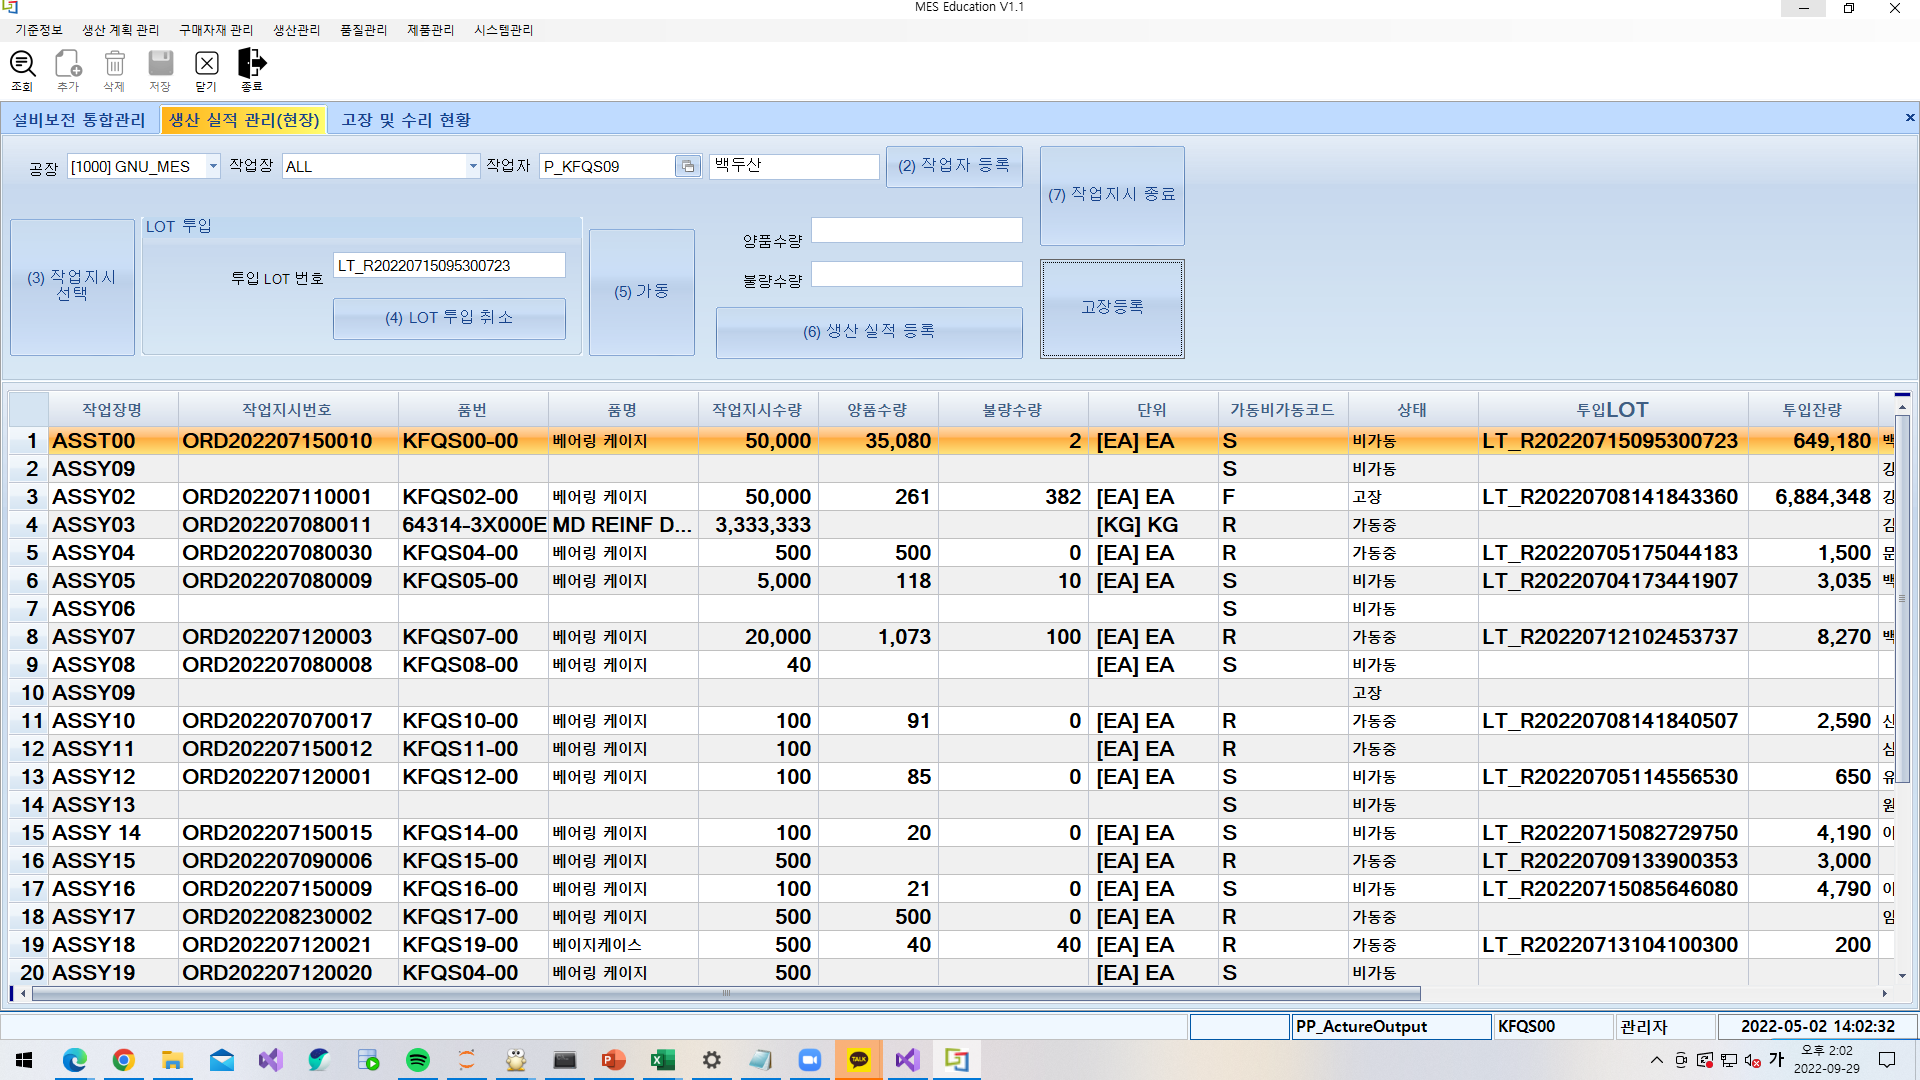 MES Education V1.1
기준정보 생산 계획 관리 구매자재 관리 생산관리 품질관리 제품관리 시스템관리
조회 추가 삭제 저장 닫기 종료
설비보전 통합관리 생산 실적 관리(현장) 고장 및 수리 현황
공장 [1000] GNU_MES 작업장 ALL 작업자 P_KFQS09 백두산 (2) 작업자 등록
(7) 작업지시 종료
LOT 투입
양품수량
투입 LOT 번호 LT_R20220715095300723
불량수량
(3) 작업지시 선택
(4) LOT 투입 취소
(5) 가동
(6) 생산 실적 등록
고장등록
작업장명 작업지시번호 품번 품명 작업지시수량 양품수량 불량수량 단위 가동비가동코드 상태 투입LOT 투입잔량
1 ASST00 ORD202207150010 KFQS00-00 베어링 케이지 50,000 35,080 2 [EA] EA S 비가동 LT_R20220715095300723 649,180 백
2 ASSY09 S 비가동 강
3 ASSY02 ORD202207110001 KFQS02-00 베어링 케이지 50,000 261 382 [EA] EA F 고장 LT_R20220708141843360 6,884,348 강
4 ASSY03 ORD202207080011 64314-3X000E MD REINF D... 3,333,333 [KG] KG R 가동중 김
5 ASSY04 ORD202207080030 KFQS04-00 베어링 케이지 500 500 0 [EA] EA R 가동중 LT_R20220705175044183 1,500 문
6 ASSY05 ORD202207080009 KFQS05-00 베어링 케이지 5,000 118 10 [EA] EA S 비가동 LT_R20220704173441907 3,035 백
7 ASSY06 S 비가동
8 ASSY07 ORD202207120003 KFQS07-00 베어링 케이지 20,000 1,073 100 [EA] EA R 가동중 LT_R20220712102453737 8,270 백
9 ASSY08 ORD202207080008 KFQS08-00 베어링 케이지 40 [EA] EA S 비가동
10 ASSY09 고장
11 ASSY10 ORD202207070017 KFQS10-00 베어링 케이지 100 91 0 [EA] EA R 가동중 LT_R20220708141840507 2,590 신
12 ASSY11 ORD202207150012 KFQS11-00 베어링 케이지 100 [EA] EA R 가동중 심
13 ASSY12 ORD202207120001 KFQS12-00 베어링 케이지 100 85 0 [EA] EA S 비가동 LT_R20220705114556530 650 유
14 ASSY13 S 비가동 원
15 ASSY 14 ORD202207150015 KFQS14-00 베어링 케이지 100 20 0 [EA] EA S 비가동 LT_R20220715082729750 4,190 이
16 ASSY15 ORD202207090006 KFQS15-00 베어링 케이지 500 [EA] EA R 가동중 LT_R20220709133900353 3,000
17 ASSY16 ORD202207150009 KFQS16-00 베어링 케이지 100 21 0 [EA] EA S 비가동 LT_R20220715085646080 4,790 이
18 ASSY17 ORD202208230002 KFQS17-00 베어링 케이지 500 500 0 [EA] EA R 가동중 임
19 ASSY18 ORD202207120021 KFQS19-00 베이지케이스 500 40 40 [EA] EA R 가동중 LT_R20220713104100300 200
20 ASSY19 ORD202207120020 KFQS04-00 베어링 케이지 500 [EA] EA S 비가동
PP_ActureOutput KFQS00 관리자 2022-05-02 14:02:32
TALK
가
오후 2:02
2022-09-29